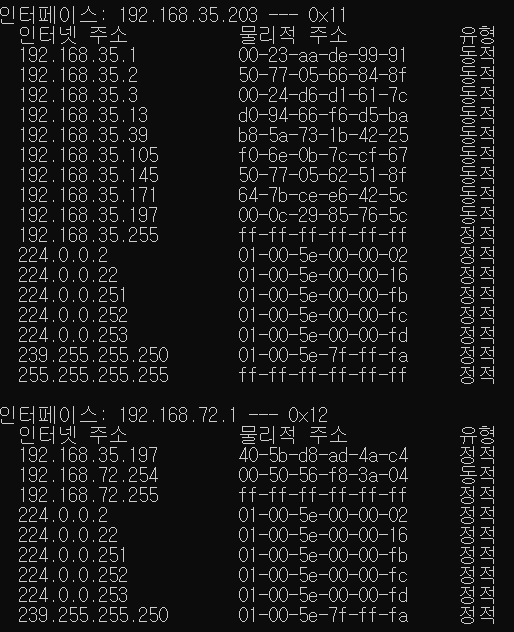 인터페이스: 192.168.35.203 --- 0x11
인터넷 주소 물리적 주소 유형
192.168.35.1 00-23-aa-de-99-91 동적
192.168.35.2 50-77-05-66-84-8f 동적
192.168.35.3 00-24-d6-d1-61-7c 동적
192.168.35.13 d0-94-66-f6-d5-ba 동적
192.168.35.39 b8-5a-73-1b-42-25 동적
192.168.35.105 f0-6e-0b-7c-cf-67 동적
192.168.35.145 50-77-05-62-51-8f 동적
192.168.35.171 64-7b-ce-e6-42-5c 동적
192.168.35.197 00-0c-29-85-76-5c 동적
192.168.35.255 ff-ff-ff-ff-ff-ff 정적
224.0.0.2 01-00-5e-00-00-02 정적
224.0.0.22 01-00-5e-00-00-16 정적
224.0.0.251 01-00-5e-00-00-fb 정적
224.0.0.252 01-00-5e-00-00-fc 정적
224.0.0.253 01-00-5e-00-00-fd 정적
239.255.255.250 01-00-5e-7f-ff-fa 정적
255.255.255.255 ff-ff-ff-ff-ff-ff 정적
인터페이스: 192.168.72.1 --- 0x12
인터넷 주소 물리적 주소 유형
192.168.35.197 40-5b-d8-ad-4a-c4 정적
192.168.72.254 00-50-56-f8-3a-04 동적
192.168.72.255 ff-ff-ff-ff-ff-ff 정적
224.0.0.2 01-00-5e-00-00-02 정적
224.0.0.22 01-00-5e-00-00-16 정적
224.0.0.251 01-00-5e-00-00-fb 정적
224.0.0.252 01-00-5e-00-00-fc 정적
224.0.0.253 01-00-5e-00-00-fd 정적
239.255.255.250 01-00-5e-7f-ff-fa 정적